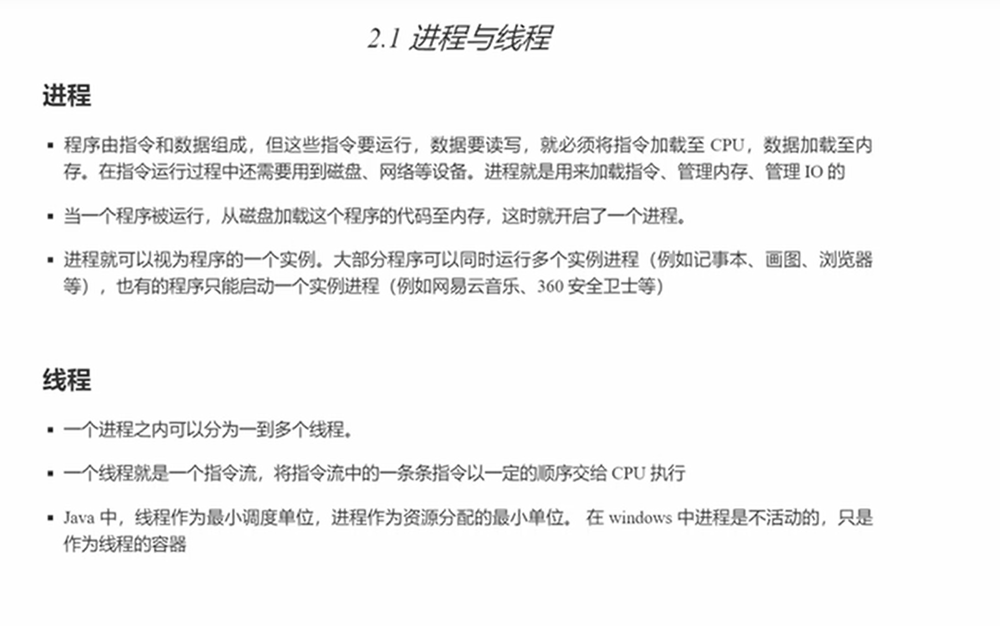 2.1 进程与线程
进程
▪ 程序由指令和数据组成，但这些指令要运行，数据要读写，就必须将指令加载至 CPU，数据加载至内
存。在指令运行过程中还需要用到磁盘、网络等设备。进程就是用来加载指令、管理内存、管理 IO 的
▪ 当一个程序被运行，从磁盘加载这个程序的代码至内存，这时就开启了一个进程。
▪ 进程就可以视为程序的一个实例。大部分程序可以同时运行多个实例进程（例如记事本、画图、浏览器
等），也有的程序只能启动一个实例进程（例如网易云音乐、360 安全卫士等）
线程
▪ 一个进程之内可以分为一到多个线程。
▪ 一个线程就是一个指令流，将指令流中的一条条指令以一定的顺序交给 CPU 执行
▪ Java 中，线程作为最小调度单位，进程作为资源分配的最小单位。 在 windows 中进程是不活动的，只是
作为线程的容器